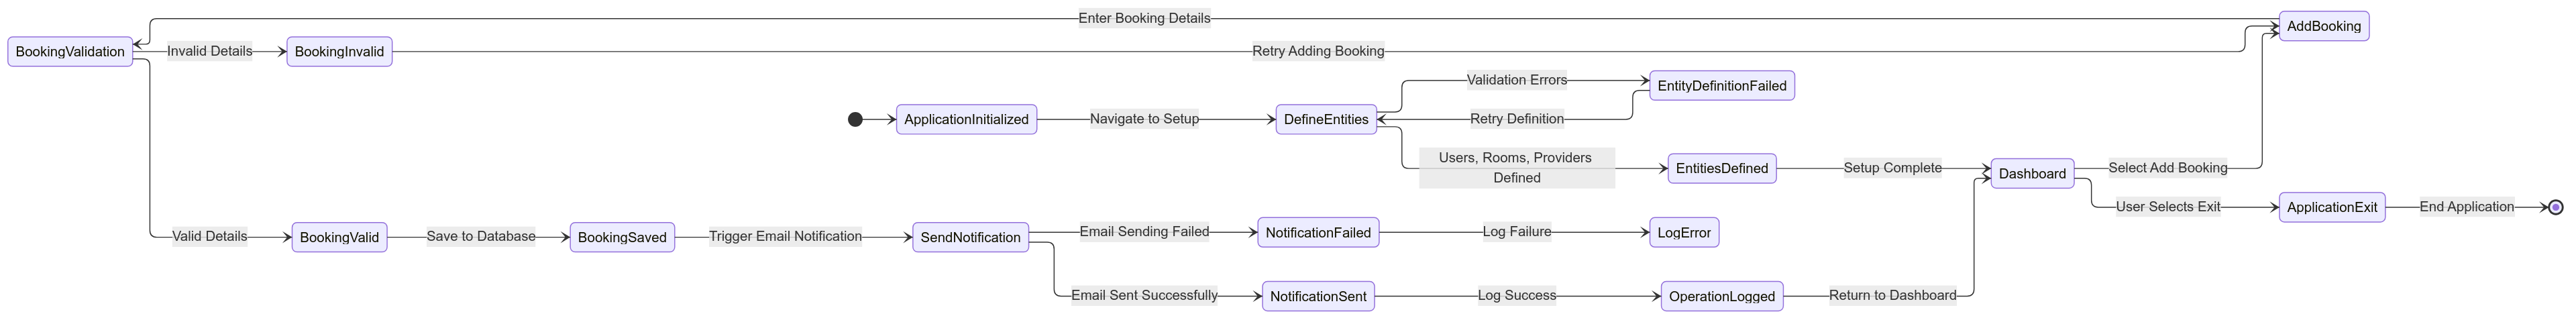 Enter Booking Details
AddBooking
BookingValidation
Invalid Details
BookingInvalid
Retry Adding Booking
Validation Errors
EntityDefinitionFailed
ApplicationInitialized
Navigate to Setup
DefineEntities
Retry Definition
Users, Rooms, Providers
Defined
EntitiesDefined
Setup Complete
Dashboard
Select Add Booking
User Selects Exit
ApplicationExit
End Application
Valid Details
BookingValid
Save to Database
BookingSaved
Trigger Email Notification
SendNotification
Email Sending Failed
NotificationFailed
Log Failure
LogError
Email Sent Successfully
NotificationSent
Log Success
OperationLogged
Return to Dashboard